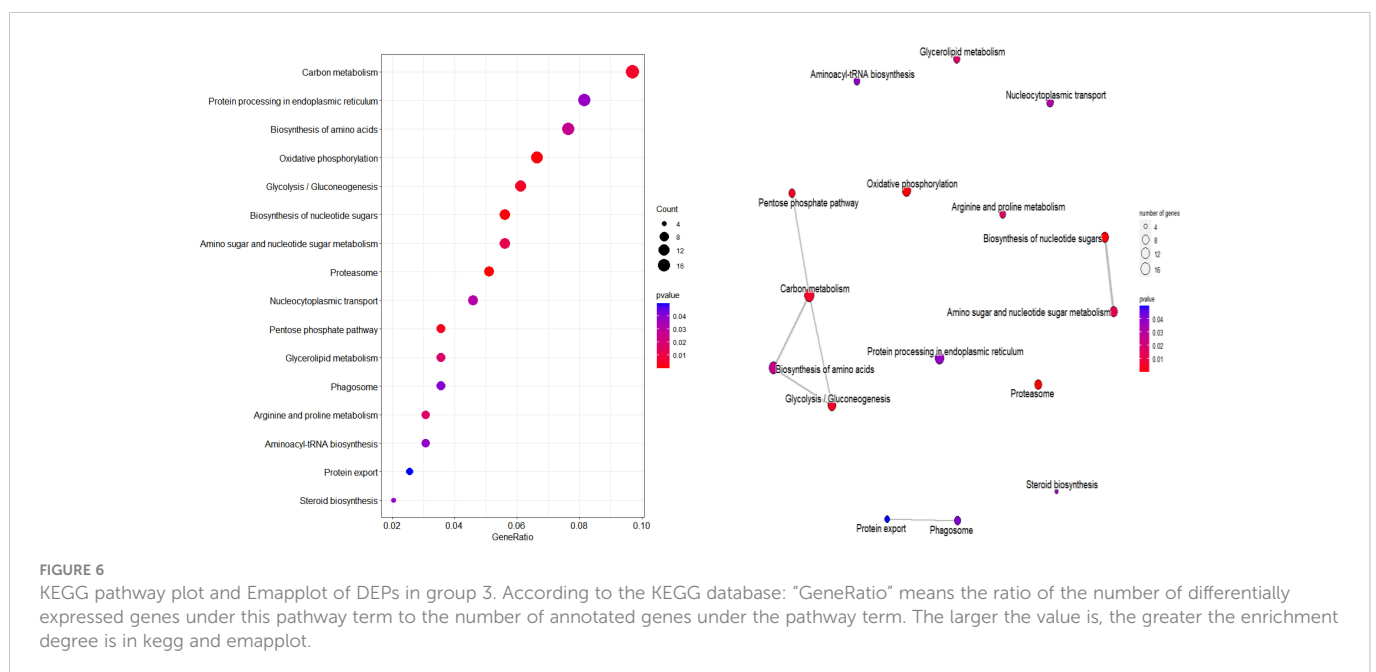 Carbon metabolism
Protein processing in endoplasmic reticulum
Biosynthesis of amino acids
Oxidative phosphorylation
Glycolysis / Gluconeogenesis
Biosynthesis of nucleotide sugars
Amino sugar and nucleotide sugar metabolism
Proteasome
Nucleocytoplasmic transport
Pentose phosphate pathway
Glycerolipid metabolism
Phagosome
Arginine and proline metabolism
Aminoacyl-tRNA biosynthesis
Protein export
Steroid biosynthesis
0.02 0.04 0.06 0.08 0.10
GeneRatio
Count
4
8
12
16
pvalue
0.04
0.03
0.02
0.01
Glycerolipid metabolism
Aminoacyl-tRNA biosynthesis
Nucleocytoplasmic transport
Oxidative phosphorylation
Pentose phosphate pathway
Arginine and proline metabolism
Biosynthesis of nucleotide sugars
Carbon metabolism
Amino sugar and nucleotide sugar metabolism
Protein processing in endoplasmic reticulum
Biosynthesis of amino acids
Proteasome
Glycolysis / Gluconeogenesis
Steroid biosynthesis
Protein export
Phagosome
number of genes
4
8
12
16
pvalue
0.04
0.03
0.02
0.01
FIGURE 6
KEGG pathway plot and Emapplot of DEPs in group 3. According to the KEGG database: “GeneRatio” means the ratio of the number of differentially
expressed genes under this pathway term to the number of annotated genes under the pathway term. The larger the value is, the greater the enrichment
degree is in kegg and emapplot.